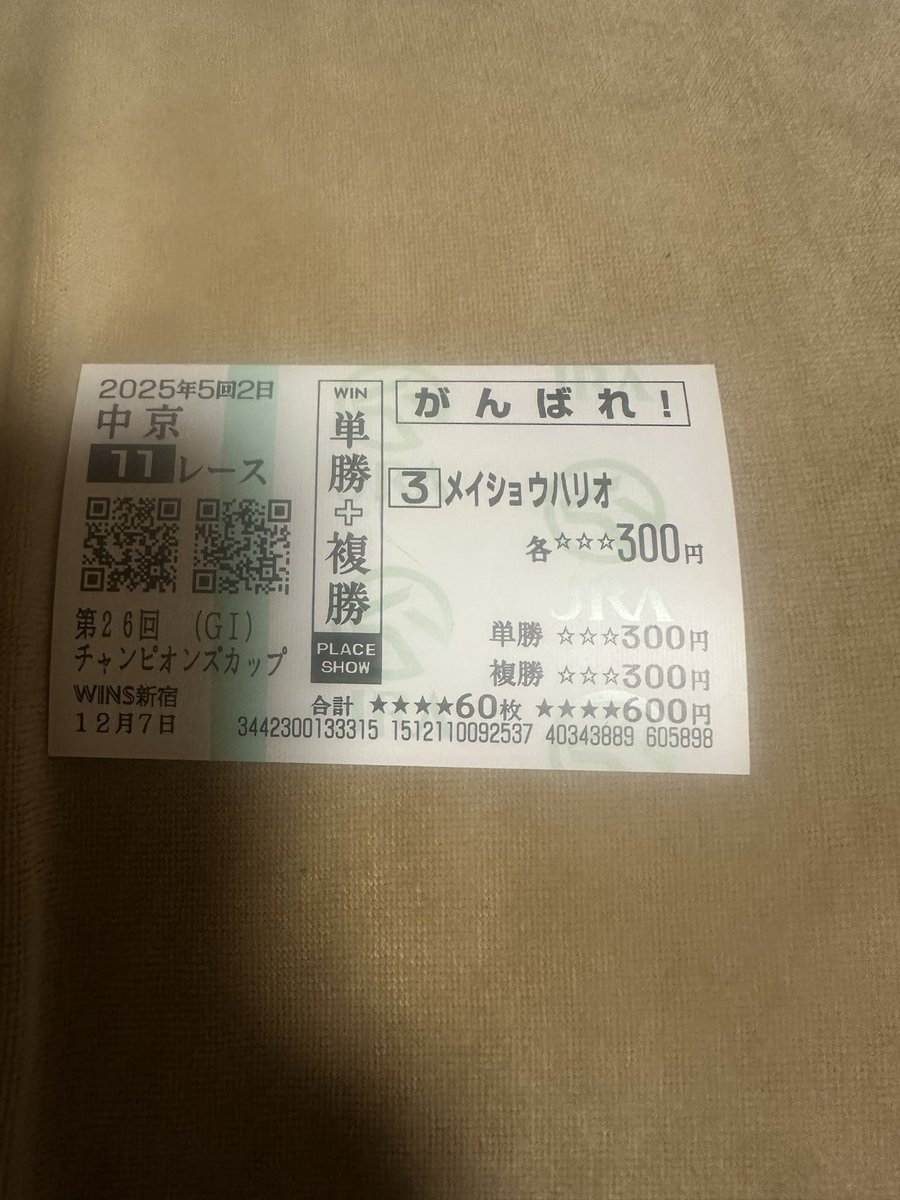 2025年5回2日
中京
11レース
第26回 (GI)
チャンピオンズカップ
WINS新宿
12月7日
WIN
単勝+複勝
PLACE
SHOW
がんばれ!
3 メイショウハリオ
各☆☆☆300円
JRA
単勝 ☆☆☆300円
複勝 ☆☆☆300円
合計 ★★★★60枚 ★★★★600円
3442300133315 1512110092537 40343889 605898